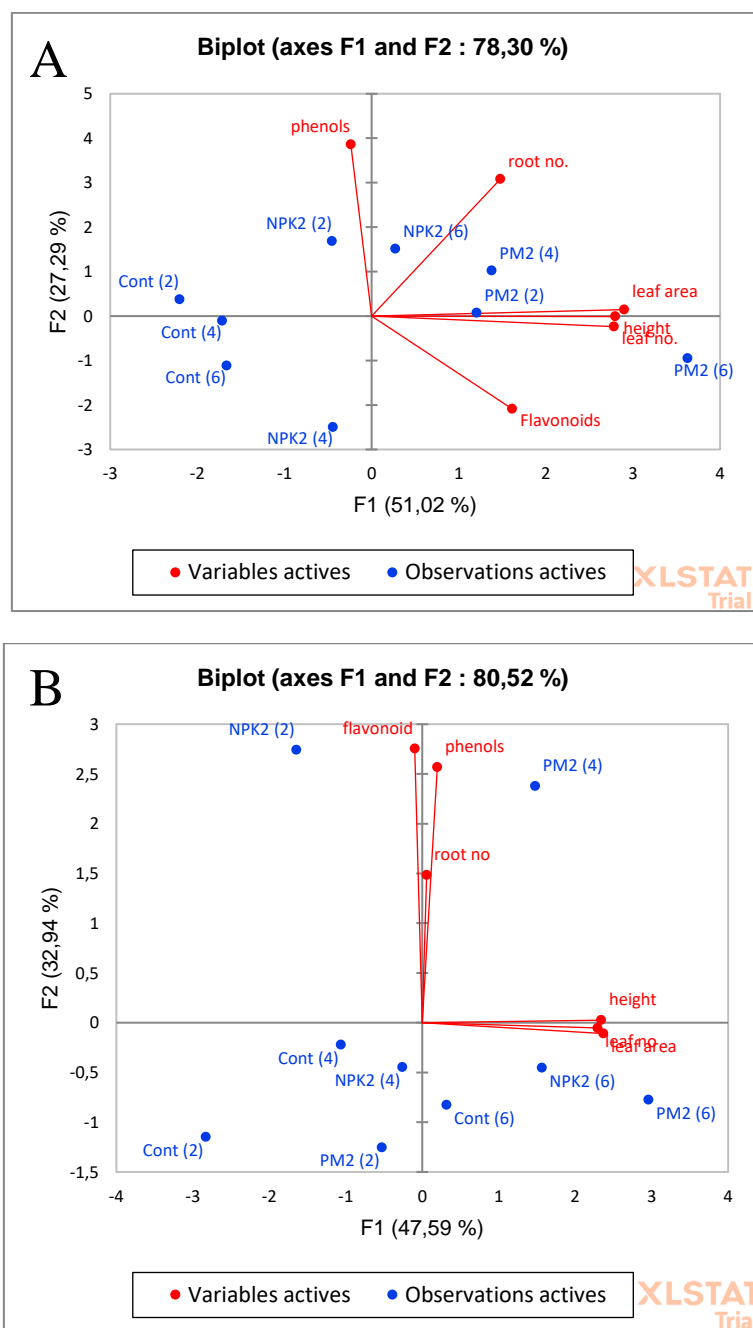 A
Biplot (axes F1 and F2 : 78,30 %)
5
4
3
2
1
0
-1
-2
-3
F2 (27,29 %)
phenols
root no.
NPK2 (2)
NPK2 (6)
PM2 (4)
Cont (2)
PM2 (2)
leaf area
Cont (4)
height
leaf no.
Cont (6)
PM2 (6)
Flavonoids
NPK2 (4)
-3 -2 -1 0 1 2 3 4
F1 (51,02 %)
Variables actives Observations actives
XLSTAT
Trial
B
Biplot (axes F1 and F2 : 80,52 %)
3
2,5
2
1,5
1
0,5
0
-0,5
-1
-1,5
F2 (32,94 %)
NPK2 (2)
flavonoid
phenols
PM2 (4)
root no
height
leaf no
leaf area
Cont (4)
NPK2 (4)
NPK2 (6)
Cont (6)
PM2 (6)
Cont (2)
PM2 (2)
-4 -3 -2 -1 0 1 2 3 4
F1 (47,59 %)
Variables actives Observations actives
XLSTAT
Tria